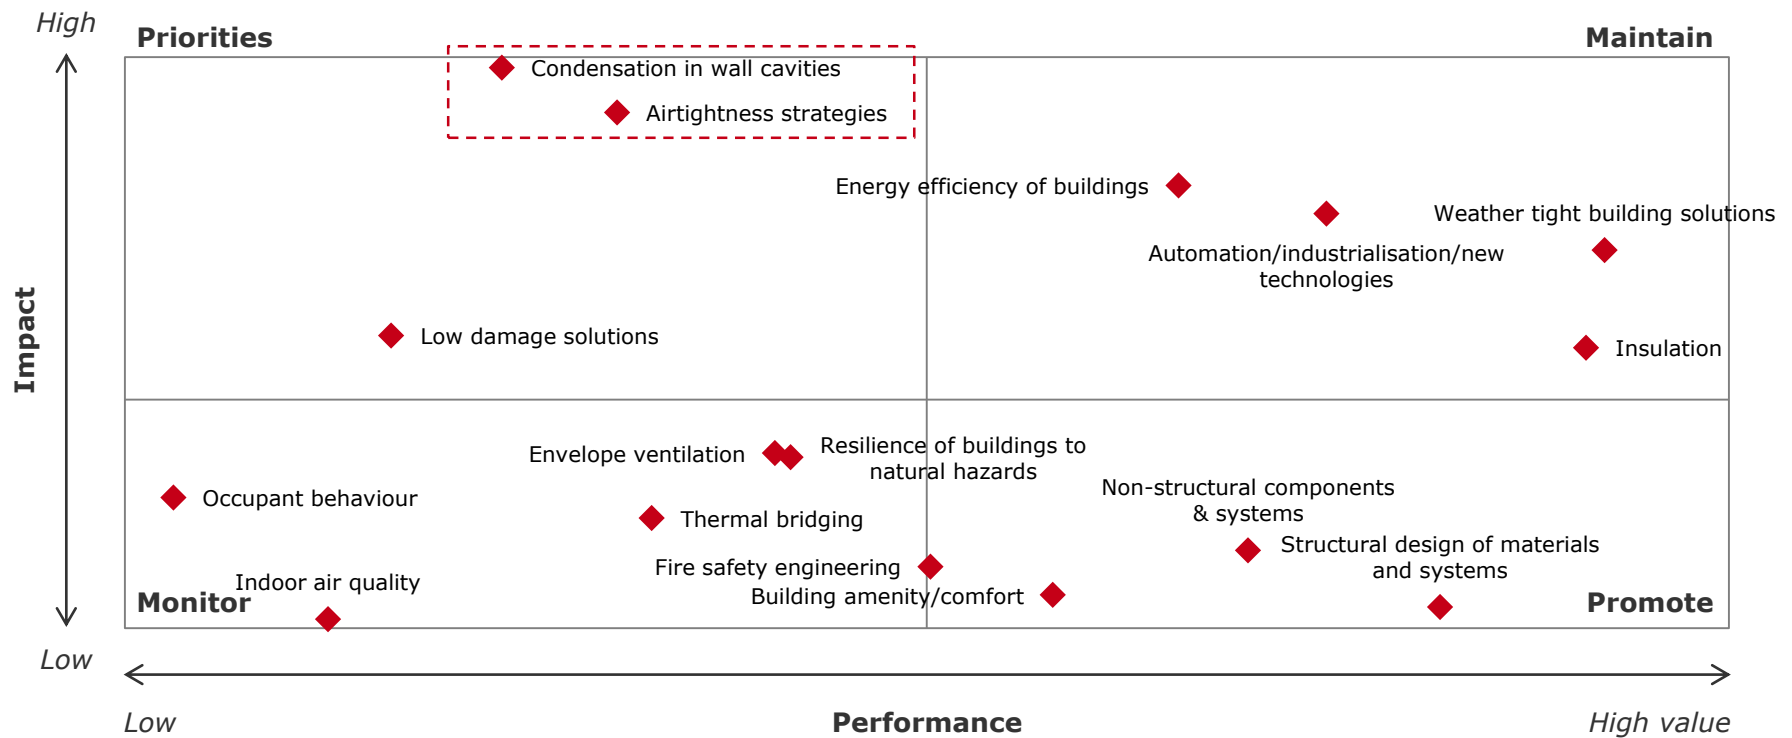 High
Priorities
Maintain
Condensation in wall cavities
Airtightness strategies
Energy efficiency of buildings
Weather tight building solutions
Automation/industrialisation/new
technologies
Low damage solutions
Insulation
Impact
Envelope ventilation
Resilience of buildings to
natural hazards
Occupant behaviour
Thermal bridging
Non-structural components
& systems
Structural design of materials
and systems
Fire safety engineering
Indoor air quality
Building amenity/comfort
Monitor
Promote
Low
Low
Performance
High value